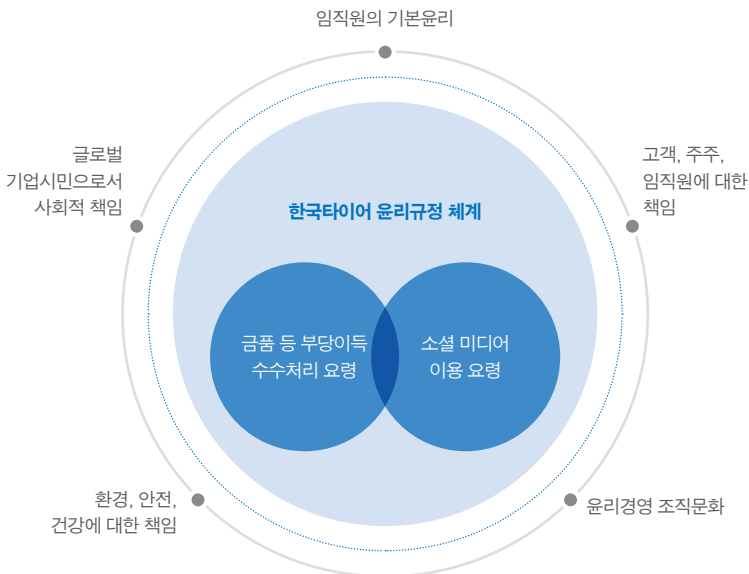 임직원의 기본윤리
글로벌
기업시민으로서
사회적 책임
고객, 주주,
임직원에 대한
책임
한국타이어 윤리규정 체계
금품 등 부당이득
수수처리 요령
소셜 미디어
이용 요령
환경, 안전,
건강에 대한 책임
윤리경영 조직문화